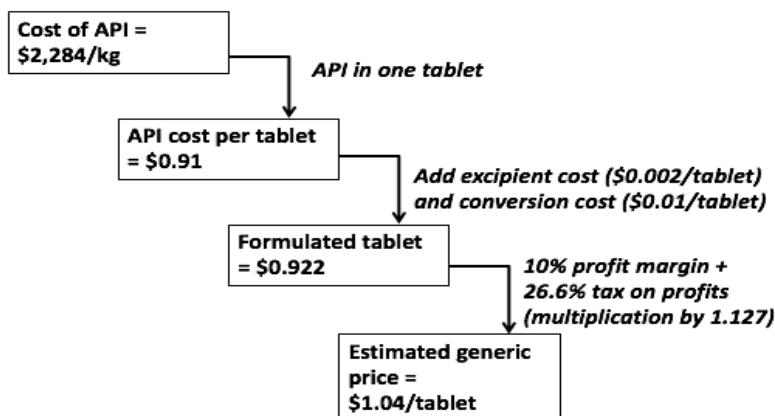 Cost of API =
$2,284/kg
API in one tablet
API cost per tablet
= $0.91
Add excipient cost ($0.002/tablet)
and conversion cost ($0.01/tablet)
Formulated tablet
= $0.922
10% profit margin +
26.6% tax on profits
(multiplication by 1.127)
Estimated generic
price =
$1.04/tablet